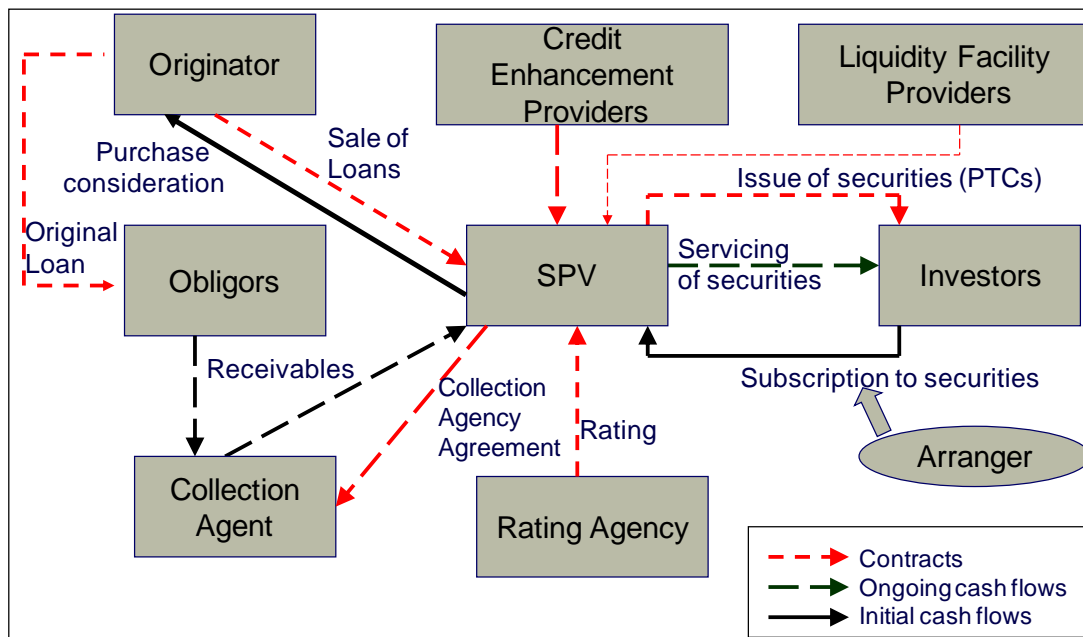 Originator
Credit
Enhancement
Providers
Liquidity Facility
Providers
Purchase
consideration
Sale of
Loans
Issue of securities (PTCs)
Original
Loan
Obligors
SPV
Servicing
of securities
Investors
Receivables
Collection
Agency
Agreement
Rating
Subscription to securities
Arranger
Collection
Agent
Rating Agency
Contracts
Ongoing cash flows
Initial cash flows